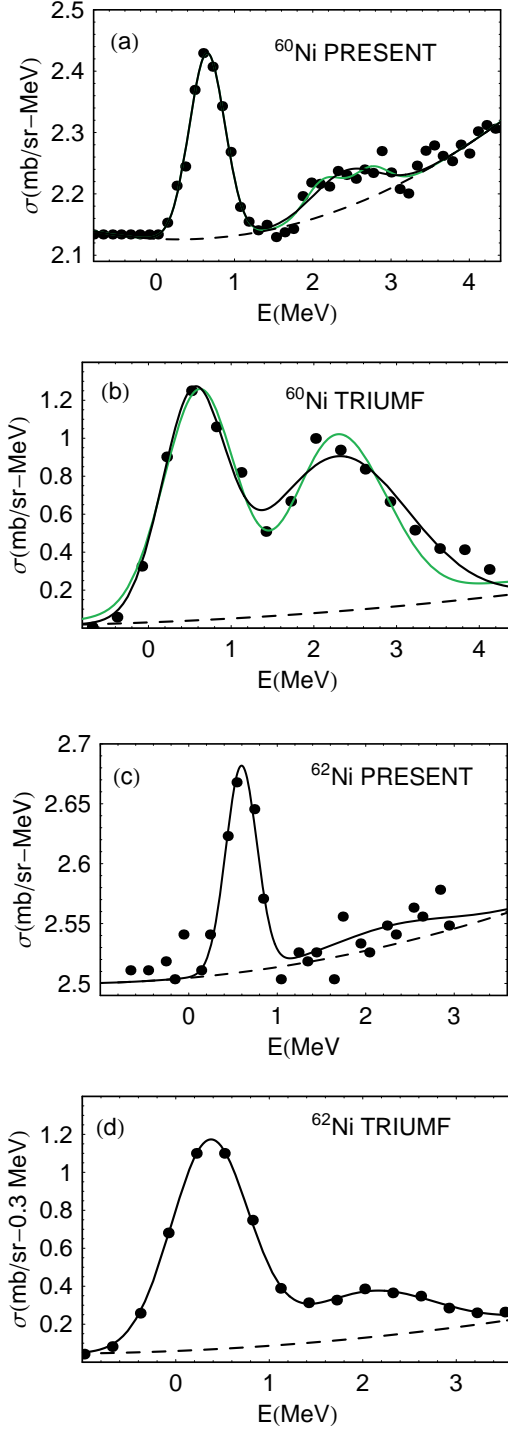 2.5
(a)
⁶⁰Ni PRESENT
2.4
2.3
2.2
2.1
σ(mb/sr−MeV)
0 1 2 3 4
E(MeV)
(b)
⁶⁰Ni TRIUMF
1.2
1
0.8
0.6
0.4
0.2
σ(mb/sr−MeV)
0 1 2 3 4
E(MeV)
2.7
(c)
⁶²Ni PRESENT
2.65
2.6
2.55
2.5
σ(mb/sr−MeV)
0 1 2 3
E(MeV
(d)
⁶²Ni TRIUMF
1.2
1
0.8
0.6
0.4
0.2
σ(mb/sr−0.3 MeV)
0 1 2 3
E(MeV)